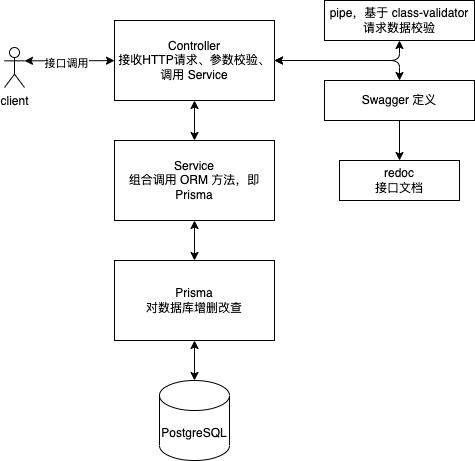 pipe，基于 class-validator
请求数据校验
Controller
接收HTTP请求、参数校验、
调用 Service
接口调用
client
Swagger 定义
Service
组合调用 ORM 方法，即
Prisma
redoc
接口文档
Prisma
对数据库增删改查
PostgreSQL